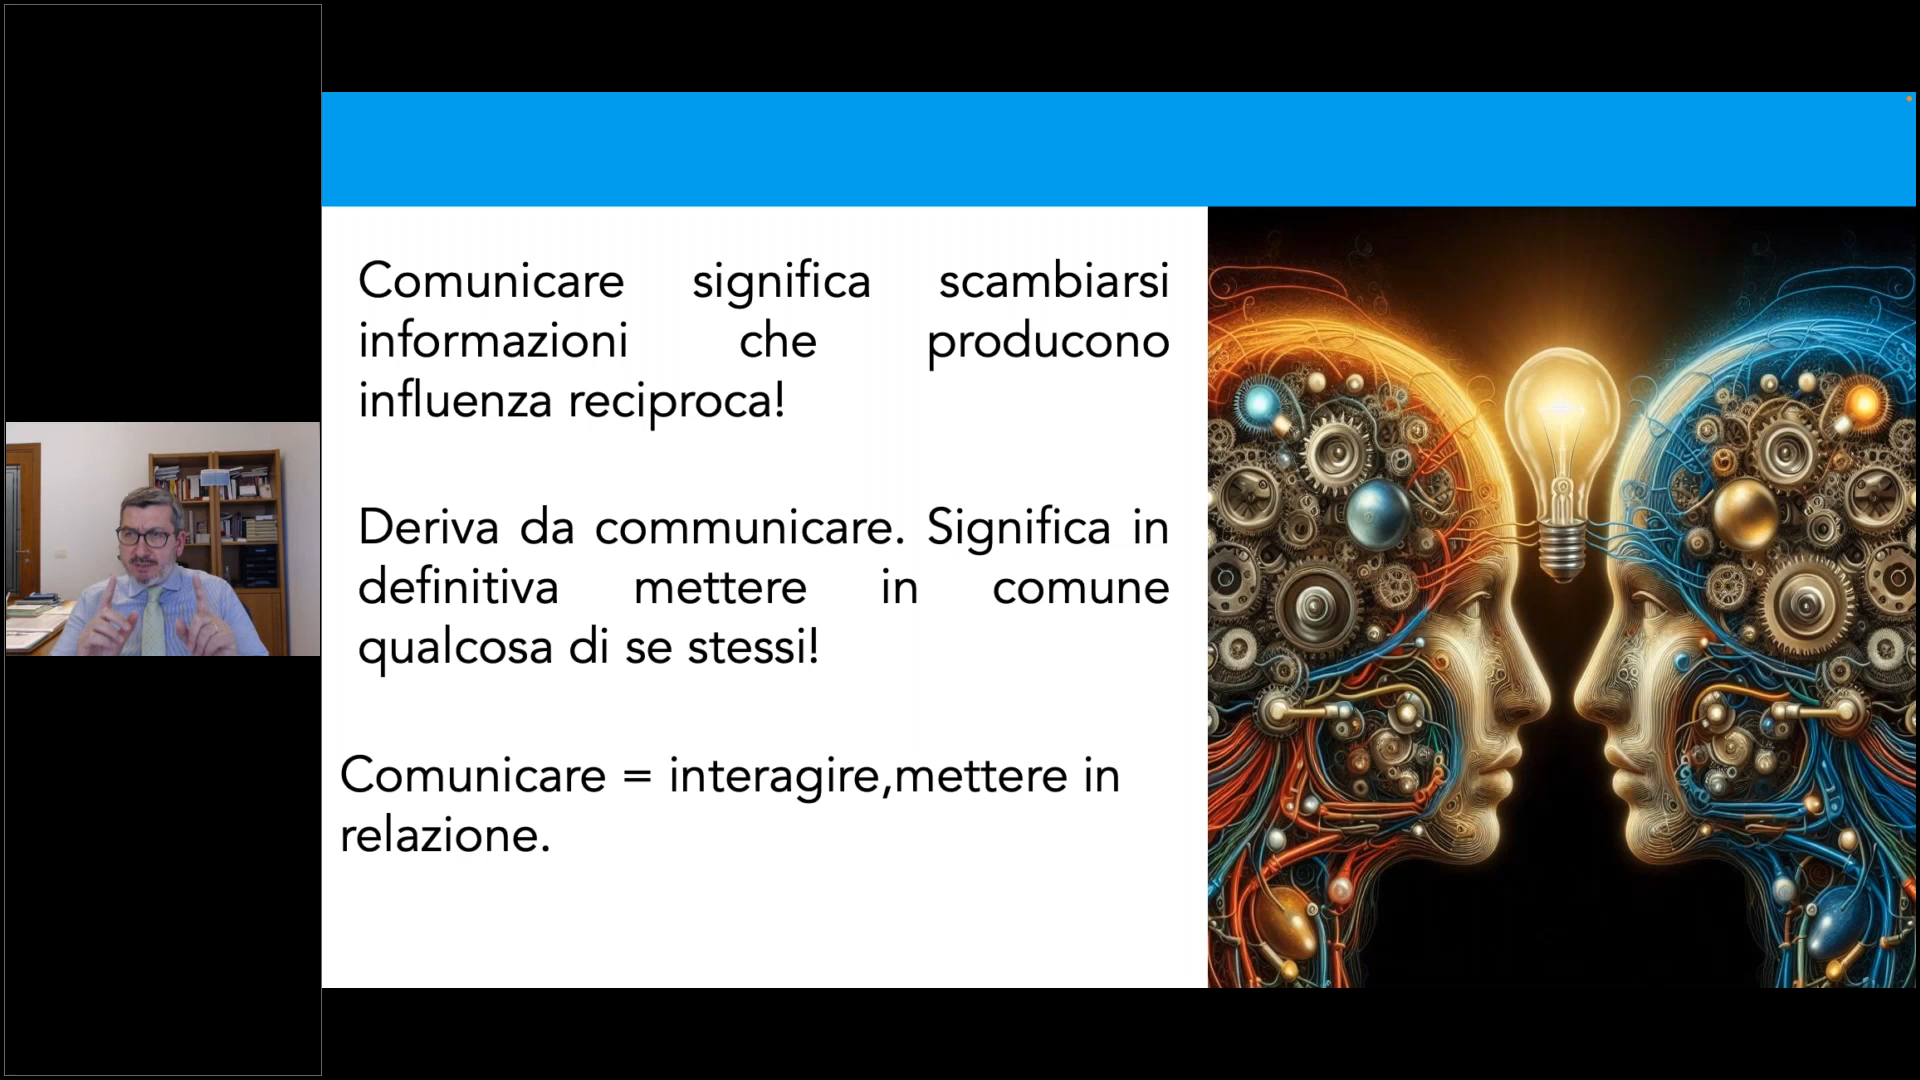 Comunicare significa scambiarsi
informazioni che producono
influenza reciproca!
Deriva da communicare. Significa in
definitiva mettere in comune
qualcosa di se stessi!
Comunicare = interagire,mettere in
relazione.